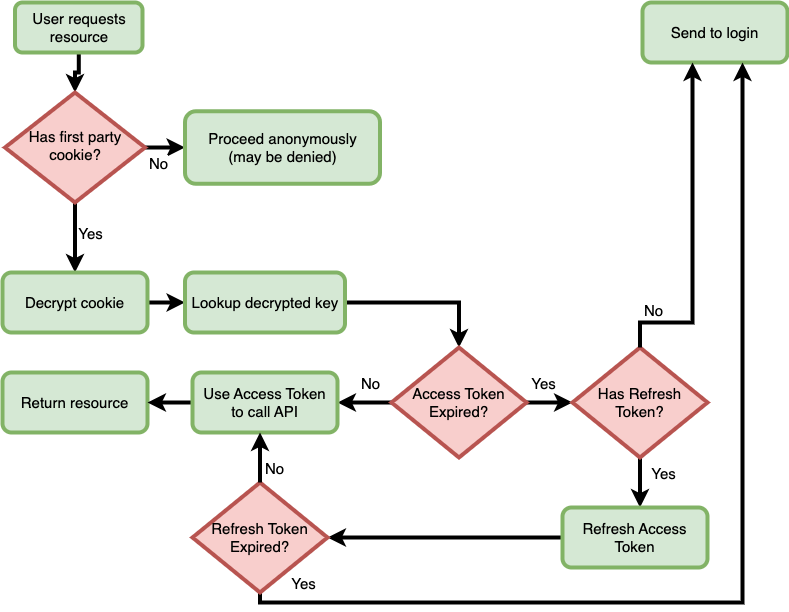 User requests
resource
Send to login
Has first party
cookie?
No
Proceed anonymously
(may be denied)
Yes
Decrypt cookie
Lookup decrypted key
No
Return resource
Use Access Token
to call API
No
Access Token
Expired?
Yes
Has Refresh
Token?
Yes
No
Refresh Token
Expired?
Refresh Access
Token
Yes